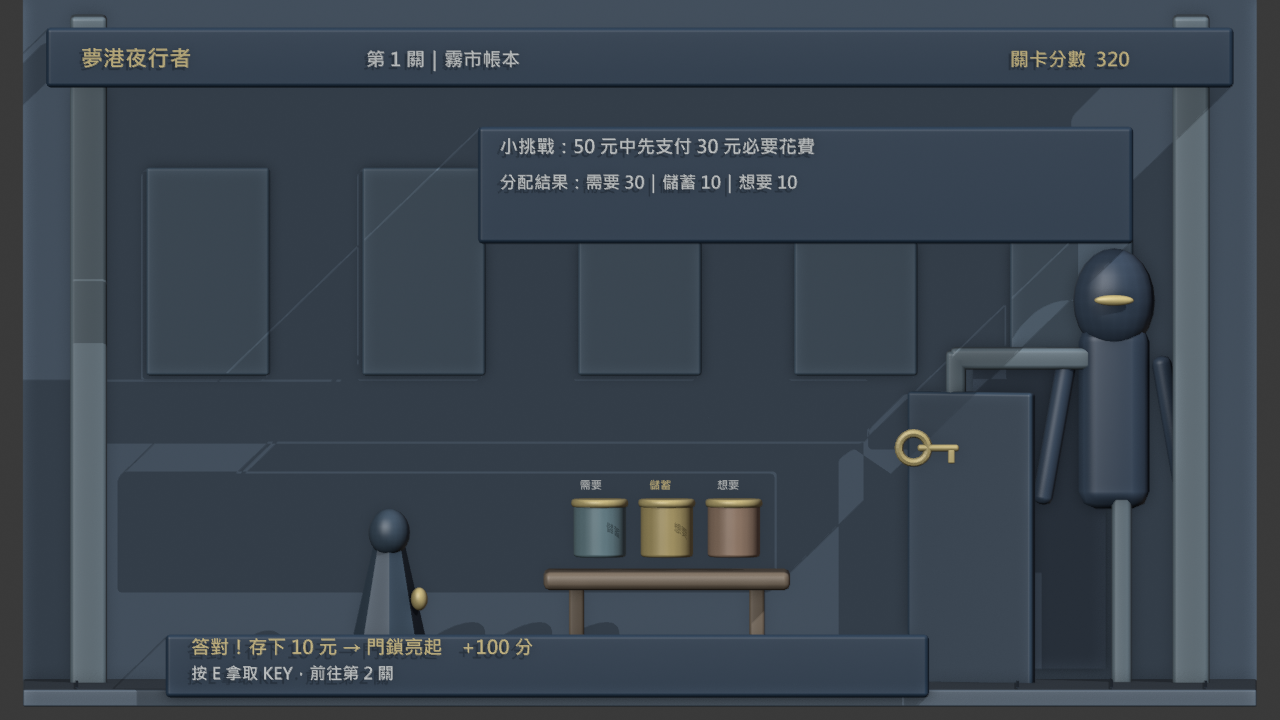 夢港夜行者
第 1 關 | 霧市帳本
關卡分數 320
小挑戰：50 元中先支付 30 元必要花費
分配結果：需要 30 | 儲蓄 10 | 想要 10
需要 儲蓄 想要
答對！存下 10 元 → 門鎖亮起 +100 分
按 E 拿取 KEY，前往第 2 關